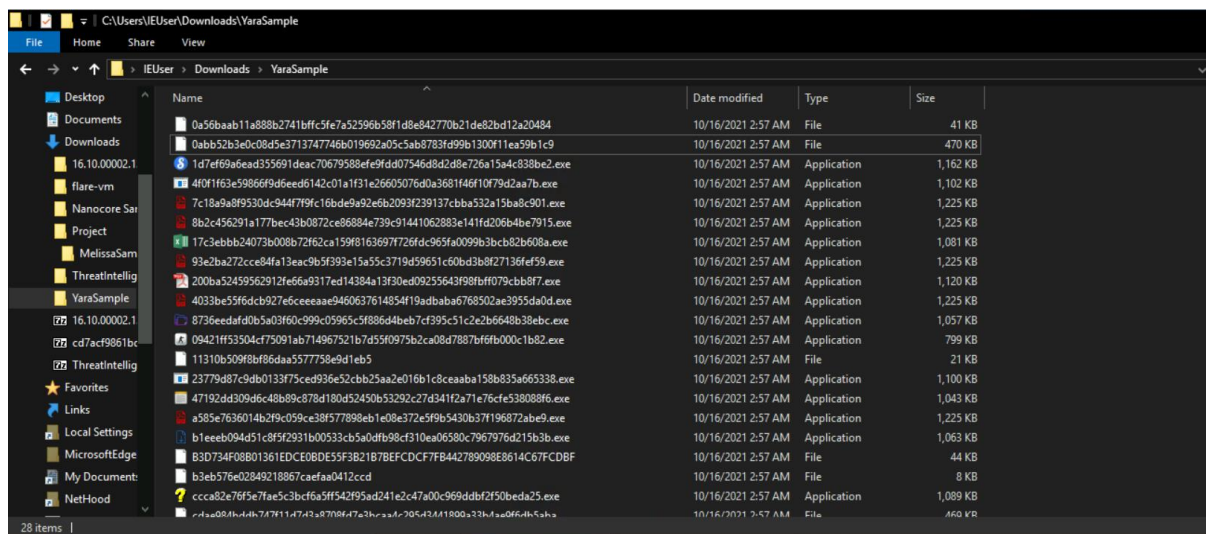 C:\Users\IEUser\Downloads\YaraSample
File Home Share View
IEUser > Downloads > YaraSample
Desktop
Documents
Downloads
16.10.00002.1
flare-vm
Nanocore Sar
Project
MelissaSam
ThreatIntellig
YaraSample
16.10.00002.1
cd7acf9861bc
ThreatIntellig
Favorites
Links
Local Settings
MicrosoftEdge
My Documents
NetHood
Name Date modified Type Size
0a56baab11a888b2741bffc5fe7a52596b58f1d8e842770b21de82bd12a20484 10/16/2021 2:57 AM File 41 KB
0abb52b3e0c08d5e3713747746b019692a05c5ab8783fd99b1300f11ea59b1c9 10/16/2021 2:57 AM File 470 KB
1d7ef69a6ead355691deac70679588efe9fdd07546d8d2d8e726a15a4c838be2.exe 10/16/2021 2:57 AM Application 1,162 KB
4f0f1f63e59866f9d6eed6142c01a1f31e26605076d0a3681f46f10f79d2aa7b.exe 10/16/2021 2:57 AM Application 1,102 KB
7c18a9a8f9530dc944f7f9fc16bde9a92e6b2093f239137cbba532a15ba8c901.exe 10/16/2021 2:57 AM Application 1,225 KB
8b2c456291a177bec43b0872ce86884e739c91441062883e141fd206b4be7915.exe 10/16/2021 2:57 AM Application 1,225 KB
17c3ebbb24073b008b72f62ca159f8163697f726fdc965fa0099b3bcb82b608a.exe 10/16/2021 2:57 AM Application 1,081 KB
93e2ba272cce84fa13eac9b5f393e15a55c3719d59651c60bd3b8f27136fef59.exe 10/16/2021 2:57 AM Application 1,225 KB
200ba52459562912fe66a9317ed14384a13f30ed09255643f98fbff079cbb8f7.exe 10/16/2021 2:57 AM Application 1,120 KB
4033be55f6dcb927e6ceeeaae9460637614854f19adbaba6768502ae3955da0d.exe 10/16/2021 2:57 AM Application 1,225 KB
8736eedafd0b5a03f60c999c05965c5f886d4beb7cf395c51c2e2b6648b38ebc.exe 10/16/2021 2:57 AM Application 1,057 KB
09421ff53504cf75091ab714967521b7d55f0975b2ca08d7887bf6fb000c1b82.exe 10/16/2021 2:57 AM Application 799 KB
11310b509f8bf86daa5577758e9d1eb5 10/16/2021 2:57 AM File 21 KB
23779d87c9db0133f75ced936e52cbb25aa2e016b1c8ceaaba158b835a665338.exe 10/16/2021 2:57 AM Application 1,100 KB
47192dd309d6c48b89c878d180d52450b53292c27d341f2a71e76cfe538088f6.exe 10/16/2021 2:57 AM Application 1,043 KB
a585e7636014b2f9c059ce38f577898eb1e08e372e5f9b5430b37f196872abe9.exe 10/16/2021 2:57 AM Application 1,225 KB
b1eeeb094d51c8f5f2931b00533cb5a0dfb98cf310ea06580c7967976d215b3b.exe 10/16/2021 2:57 AM Application 1,063 KB
B3D734F08B01361EDCE0BDE55F3B21B7BEFCDCF7FB442789098E8614C67FCDBF 10/16/2021 2:57 AM File 44 KB
b3eb576e02849218867caefaa0412ccd 10/16/2021 2:57 AM File 8 KB
ccca82e76f5e7fae5c3bcf6a5ff542f95ad241e2c47a00c969ddbf2f50beda25.exe 10/16/2021 2:57 AM Application 1,089 KB
10/16/2021 2:57 AM File 469 KB
28 items